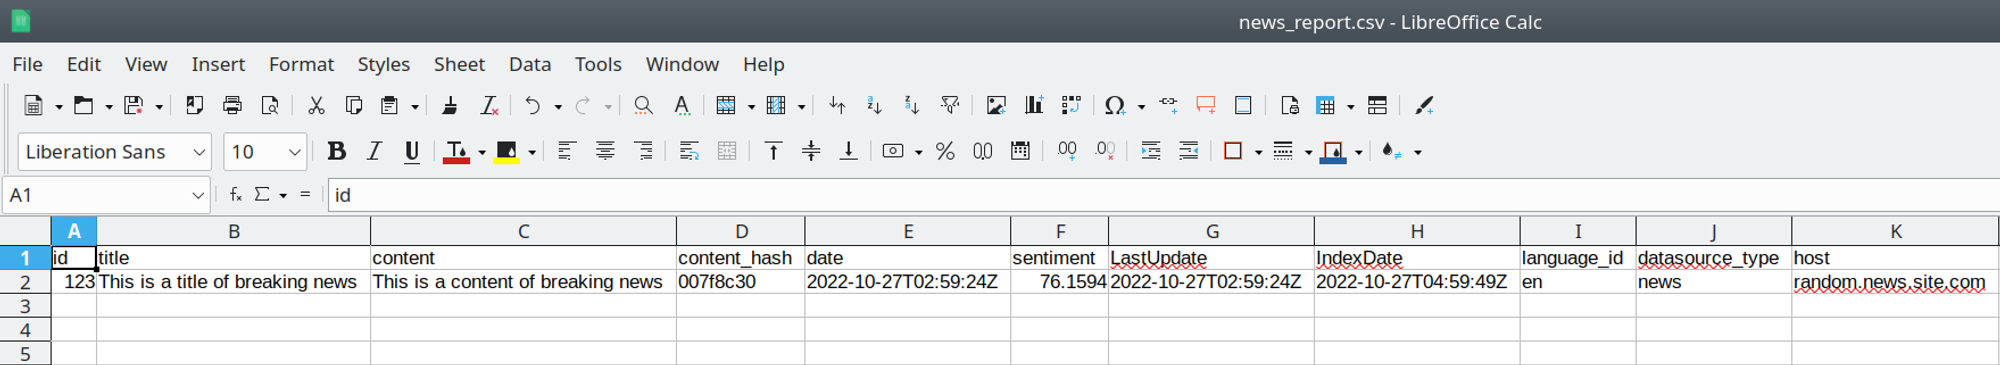 news_report.csv - LibreOffice Calc
File Edit View Insert Format Styles Sheet Data Tools Window Help
Liberation Sans 10 B I U
A1 id
A B C D E F G H I J K
1 id title content content_hash date sentiment LastUpdate IndexDate language_id datasource_type host
2 123 This is a title of breaking news This is a content of breaking news 007f8c30 2022-10-27T02:59:24Z 76.1594 2022-10-27T02:59:24Z 2022-10-27T04:59:49Z en news random.news.site.com
3
4
5